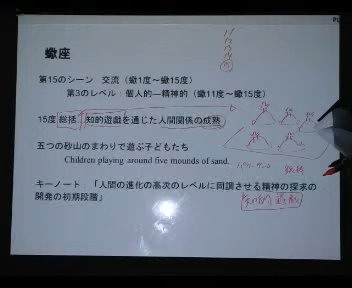 蠍座
第15のシーン 交流（蠍1度～蠍15度）
第3のレベル：個人的―精神的（蠍11度～蠍15度）
15度 総括：知的遊戯を通じた人間関係の成熟
五つの砂山のまわりで遊ぶ子どもたち
Children playing around five mounds of sand.
キーノート 「人間の進化の高次のレベルに同調させる精神の探求の
開発の初期段階」
知的 遊戯